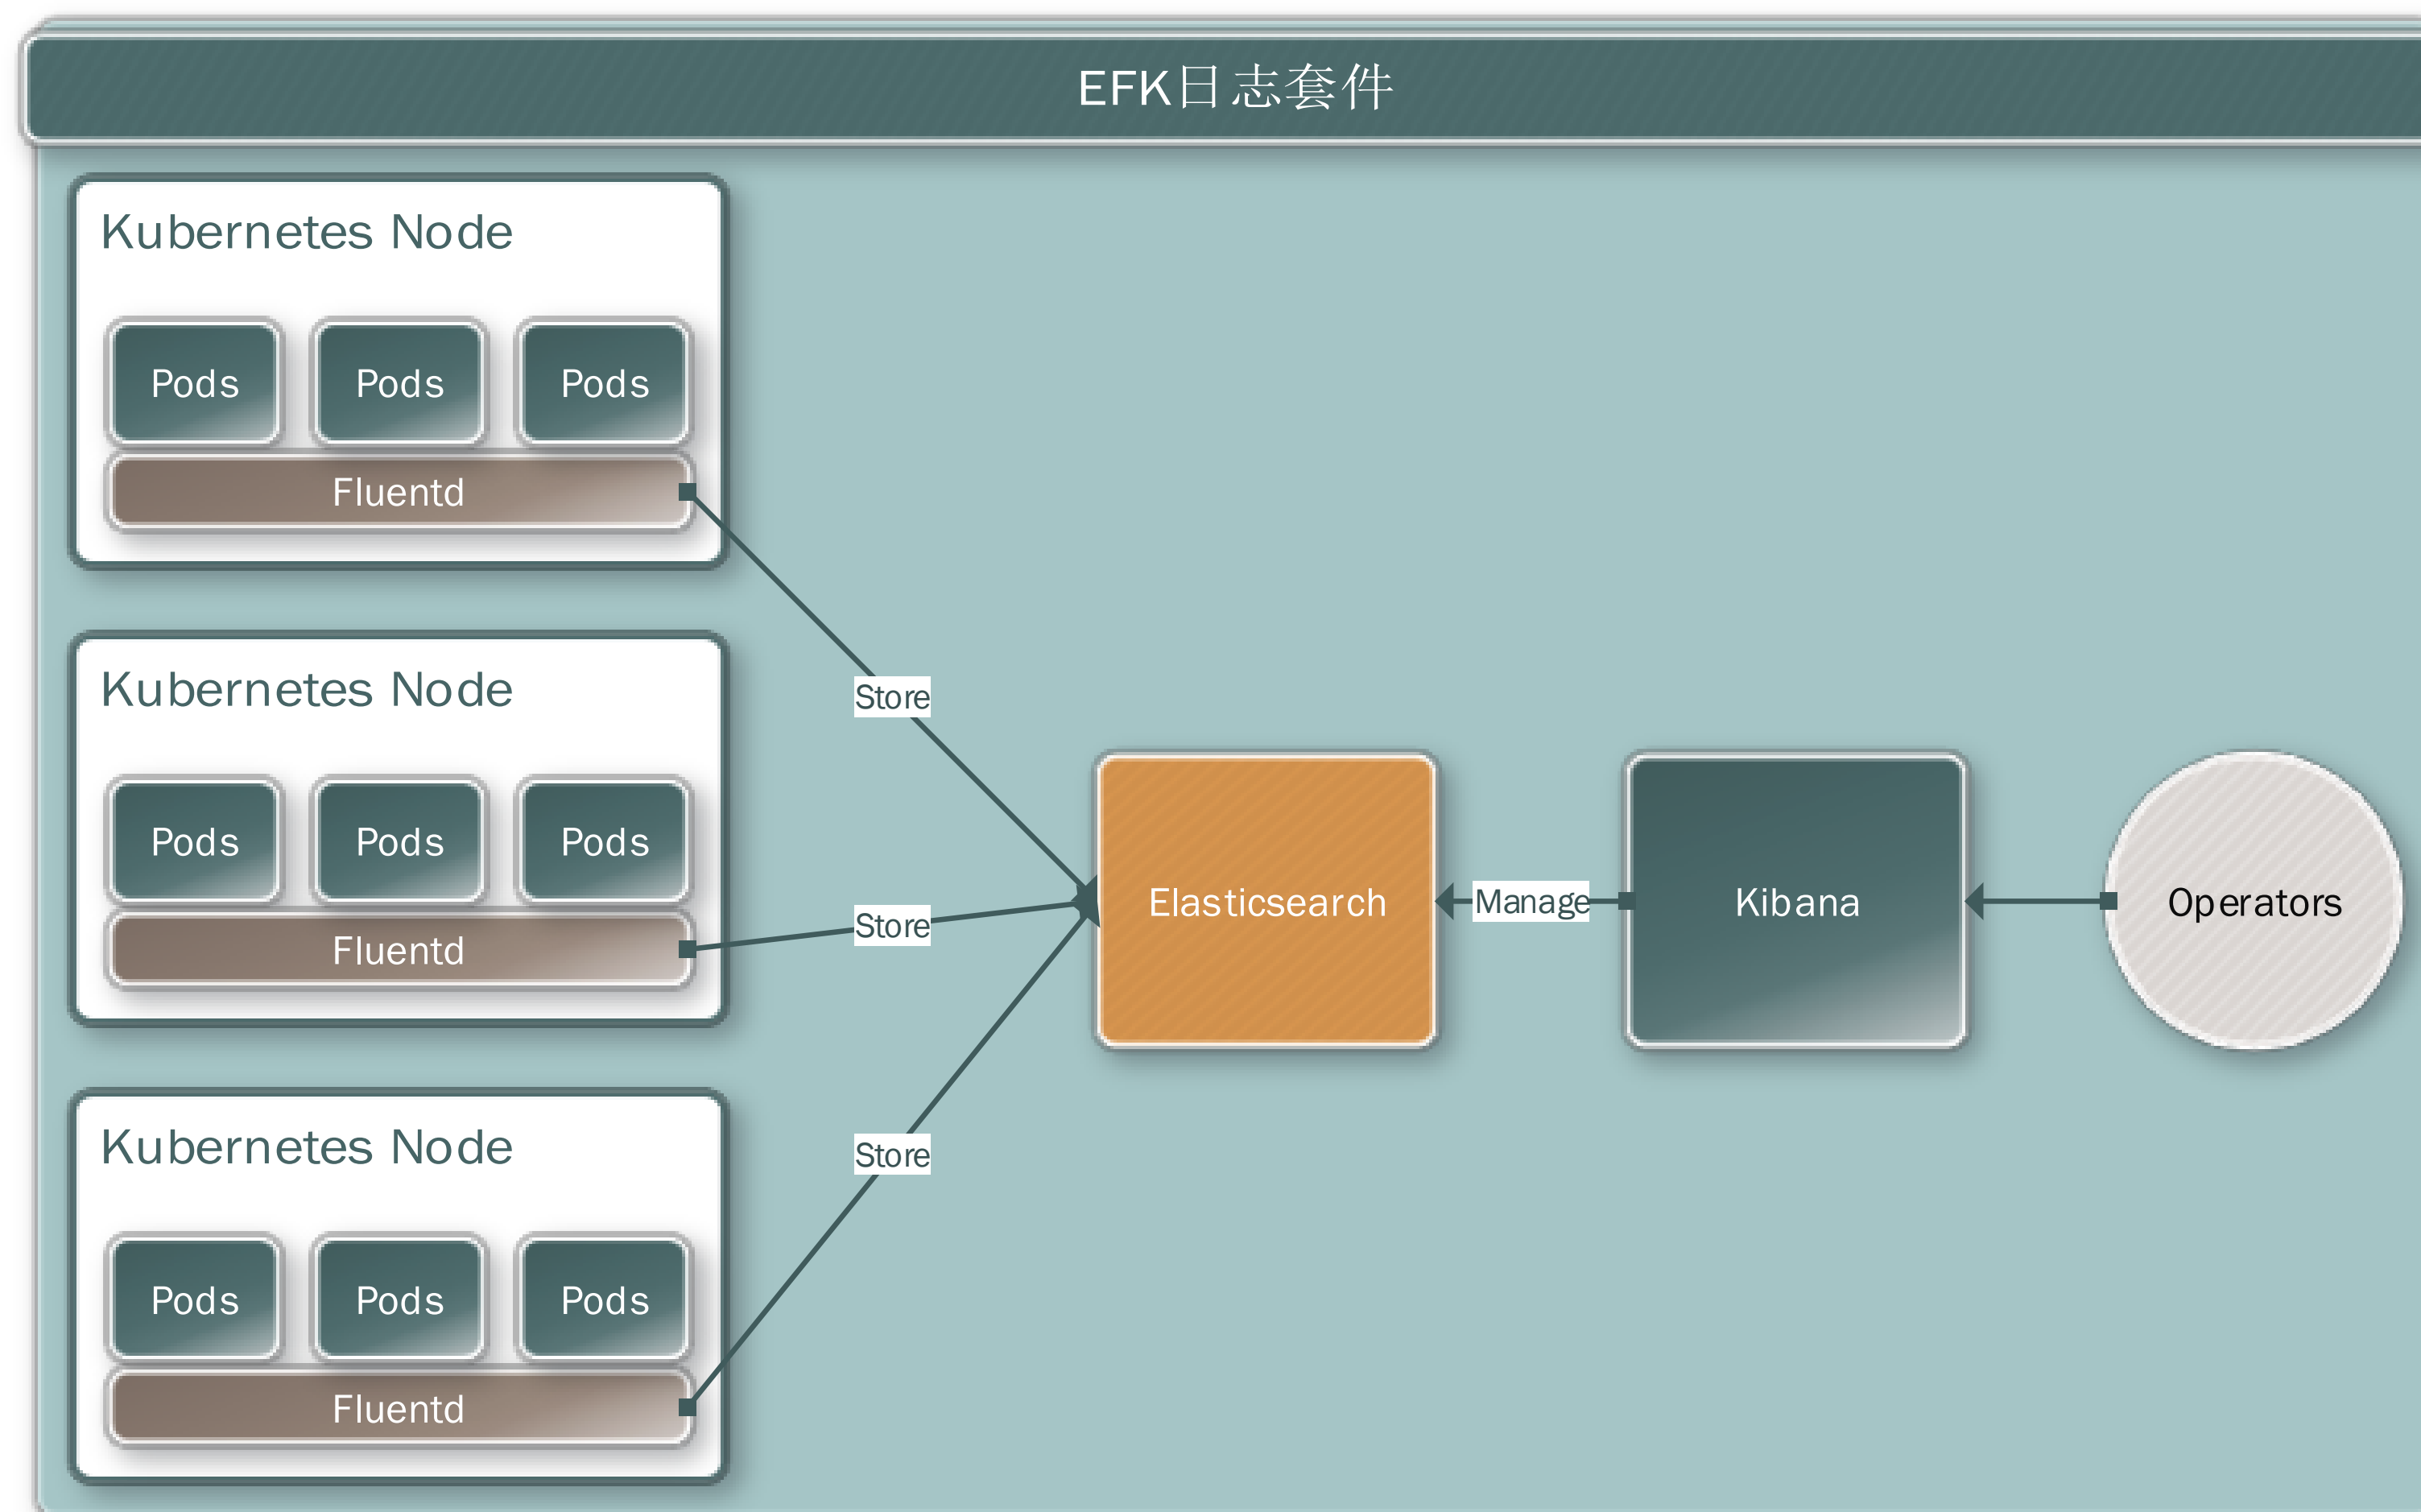 EFK日志套件
Kubernetes Node
Pods Pods Pods
Fluentd
Store
Kubernetes Node
Pods Pods Pods
Fluentd
Store
Elasticsearch
Manage
Kibana
Operators
Kubernetes Node
Store
Pods Pods Pods
Fluentd